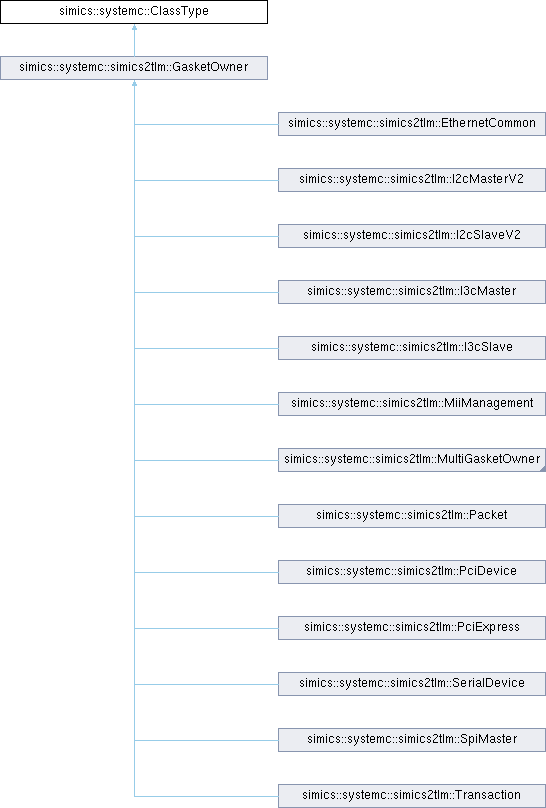 simics::systemc::ClassType
simics::systemc::simics2tlm::GasketOwner
simics::systemc::simics2tlm::EthernetCommon
simics::systemc::simics2tlm::I2cMasterV2
simics::systemc::simics2tlm::I2cSlaveV2
simics::systemc::simics2tlm::I3cMaster
simics::systemc::simics2tlm::I3cSlave
simics::systemc::simics2tlm::MiiManagement
simics::systemc::simics2tlm::MultiGasketOwner
simics::systemc::simics2tlm::Packet
simics::systemc::simics2tlm::PciDevice
simics::systemc::simics2tlm::PciExpress
simics::systemc::simics2tlm::SerialDevice
simics::systemc::simics2tlm::SpiMaster
simics::systemc::simics2tlm::Transaction